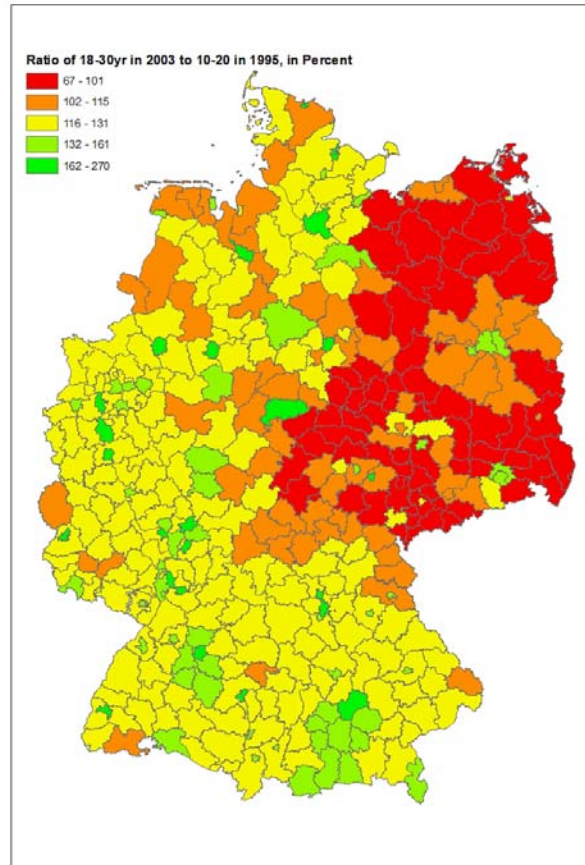 Ratio of 18-30yr in 2003 to 10-20 in 1995, in Percent
67 - 101
102 - 115
116 - 131
132 - 161
162 - 270